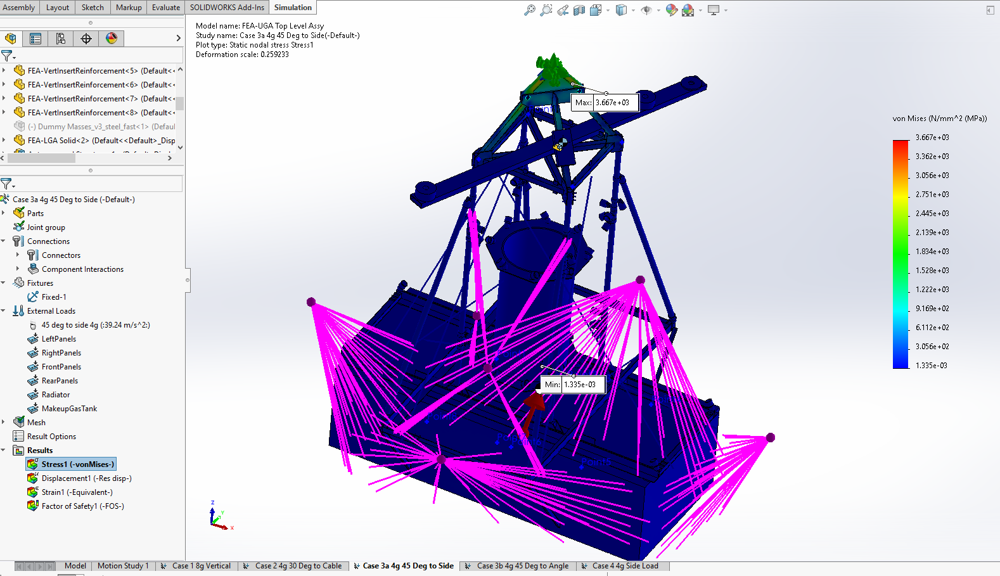 Assembly
Layout
Sketch
Markup
Evaluate
SOLIDWORKS Add-Ins
Simulation
Model name: FEA-UGA Top Level Assy
Study name: Case 3a 4g 45 Deg to Side(-Default-)
Plot type: Static nodal stress Stress1
Deformation scale: 0.259233
FEA-VertInsertReinforcement<5> (Default<<
FEA-VertInsertReinforcement<6> (Default<<
FEA-VertInsertReinforcement<7> (Default<<
FEA-VertInsertReinforcement<8> (Default<<
(-) Dummy Masses_v3_steel_fast<1> (Defaul
FEA-LGA Solid<2> (Default<<Default>_Disp
Case 3a 4g 45 Deg to Side (-Default-)
Parts
Joint group
Connections
Connectors
Component Interactions
Fixtures
Fixed-1
External Loads
45 deg to side 4g (:39.24 m/s^2:)
LeftPanels
RightPanels
FrontPanels
RearPanels
Radiator
MakeupGasTank
Mesh
Result Options
Results
Stress1 (-vonMises-)
Displacement1 (-Res disp-)
Strain1 (-Equivalent-)
Factor of Safety1 (-FOS-)
Max: 3.667e+03
Min: 1.335e-03
Point5
Z
Y
X
von Mises (N/mm^2 (MPa))
3.667e+03
3.362e+03
3.056e+03
2.751e+03
2.445e+03
2.139e+03
1.834e+03
1.528e+03
1.222e+03
9.169e+02
6.112e+02
3.056e+02
1.335e-03
Model
Motion Study 1
Case 1 8g Vertical
Case 2 4g 30 Deg to Cable
Case 3a 4g 45 Deg to Side
Case 3b 4g 45 Deg to Angle
Case 4 4g Side Load